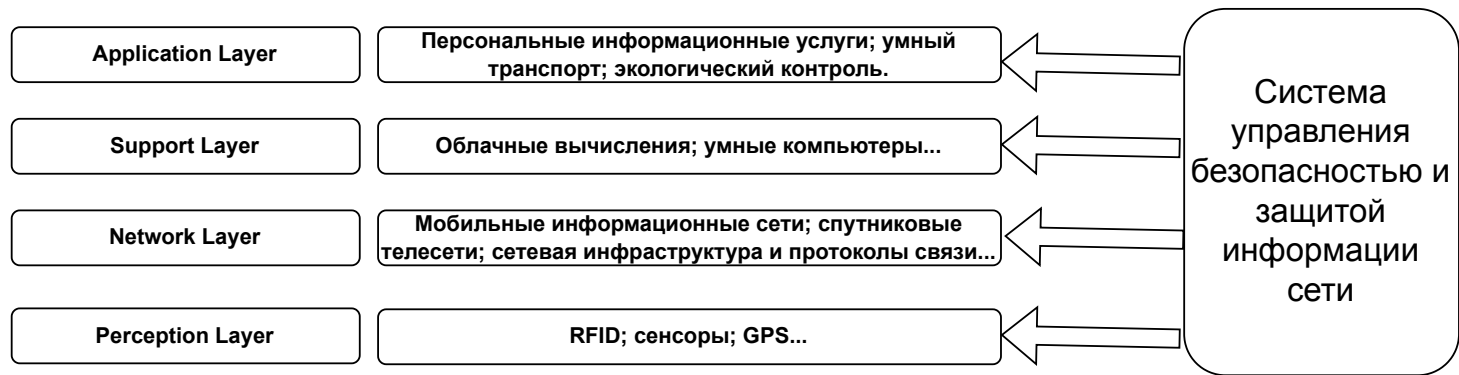 Application Layer
Персональные информационные услуги; умный
транспорт; экологический контроль.
Support Layer
Облачные вычисления; умные компьютеры...
Network Layer
Мобильные информационные сети; спутниковые
телесети; сетевая инфраструктура и протоколы связи...
Perception Layer
RFID; сенсоры; GPS...
Система
управления
безопасностью и
защитой
информации
сети